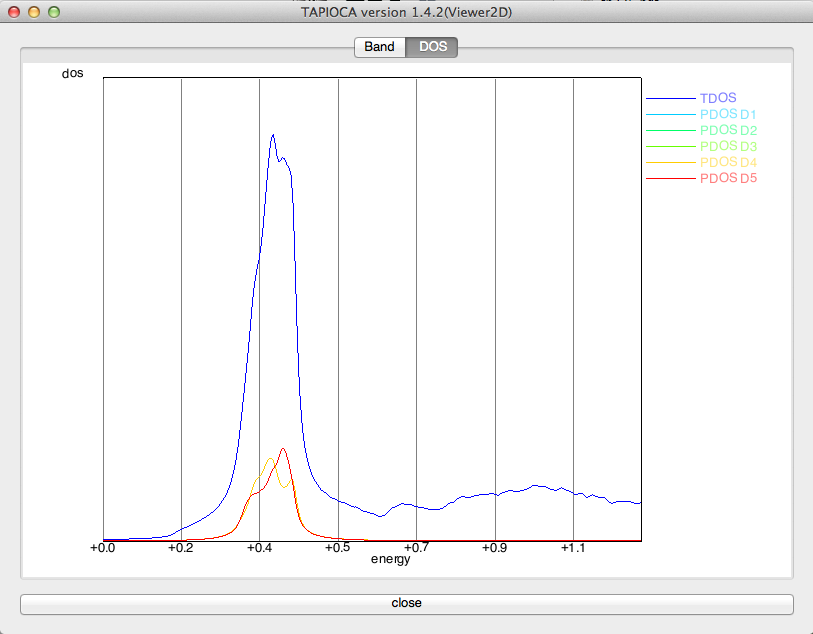 TAPIOCA version 1.4.2(Viewer2D)
Band DOS
dos
TDOS
PDOS D1
PDOS D2
PDOS D3
PDOS D4
PDOS D5
+0.0 +0.2 +0.4 +0.5 +0.7 +0.9 +1.1
energy
close